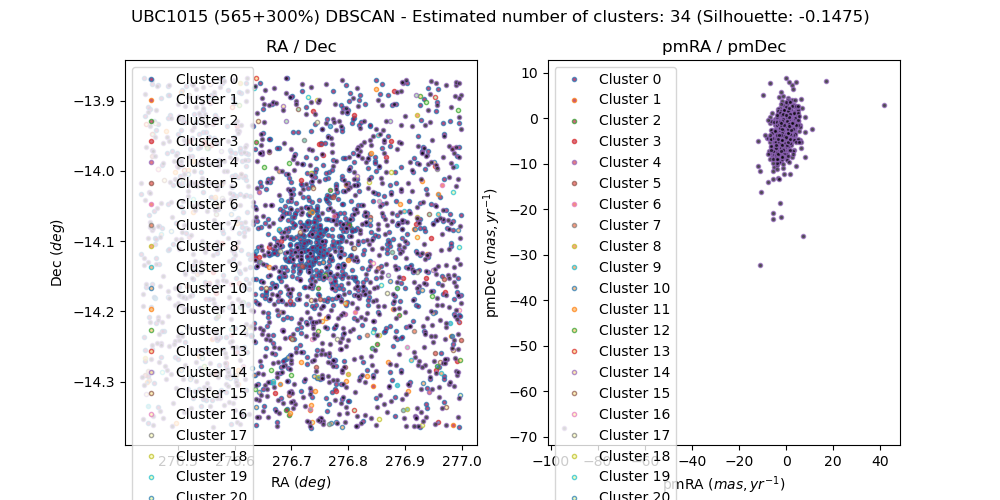 UBC1015 (565+300%) DBSCAN - Estimated number of clusters: 34 (Silhouette: -0.1475)
RA / Dec
Dec (deg)
−13.9
−14.0
−14.1
−14.2
−14.3
Cluster 0
Cluster 1
Cluster 2
Cluster 3
Cluster 4
Cluster 5
Cluster 6
Cluster 7
Cluster 8
Cluster 9
Cluster 10
Cluster 11
Cluster 12
Cluster 13
Cluster 14
Cluster 15
Cluster 16
Cluster 17
Cluster 18
Cluster 19
Cluster 20
276.5 276.6 276.7 276.8 276.9 277.0
RA (deg)
pmRA / pmDec
pmDec (mas, yr⁻¹)
10
0
−10
−20
−30
−40
−50
−60
−70
Cluster 0
Cluster 1
Cluster 2
Cluster 3
Cluster 4
Cluster 5
Cluster 6
Cluster 7
Cluster 8
Cluster 9
Cluster 10
Cluster 11
Cluster 12
Cluster 13
Cluster 14
Cluster 15
Cluster 16
Cluster 17
Cluster 18
Cluster 19
Cluster 20
−100 −80 −60 −40 −20 0 20 40
pmRA (mas, yr⁻¹)